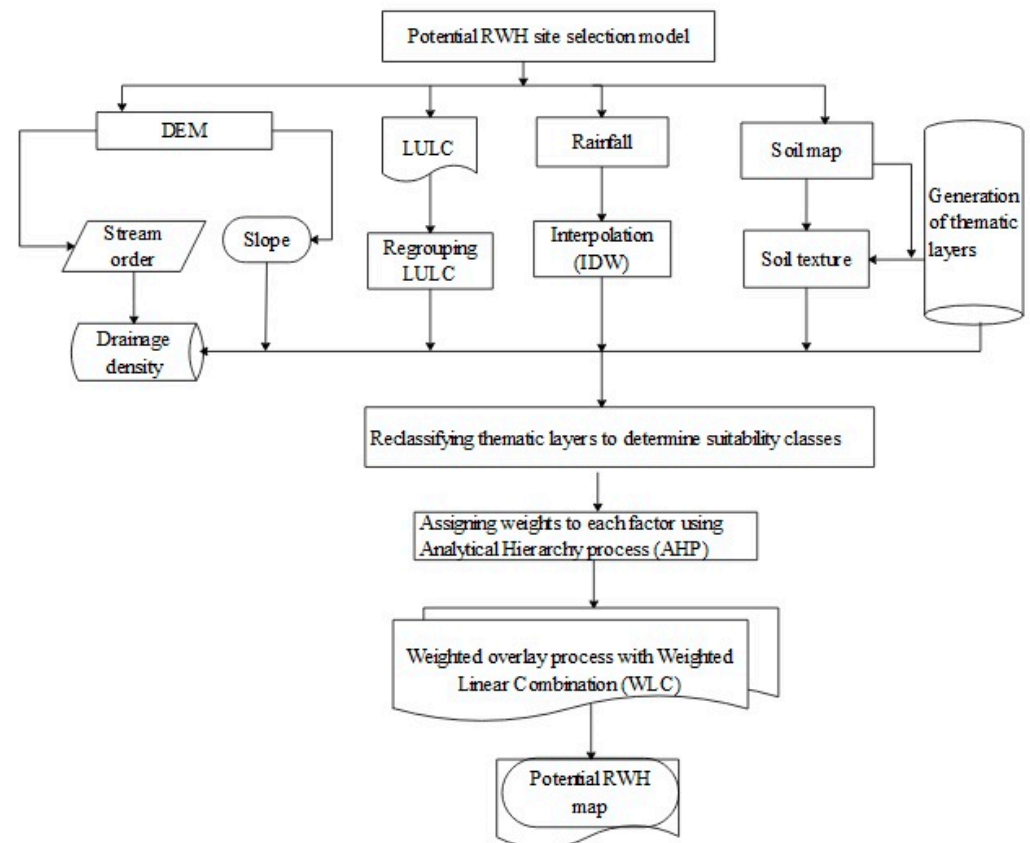 Potential RWH site selection model
DEM
LULC
Rainfall
Soil map
Generation
of thematic
layers
Stream
order
Slope
Regrouping
LULC
Interpolation
(IDW)
Soil texture
Drainage
density
Reclassifying thematic layers to determine suitability classes
Assigning weights to each factor using
Analytical Hierarchy process (AHP)
Weighted overlay process with Weighted
Linear Combination (WLC)
Potential RWH
map